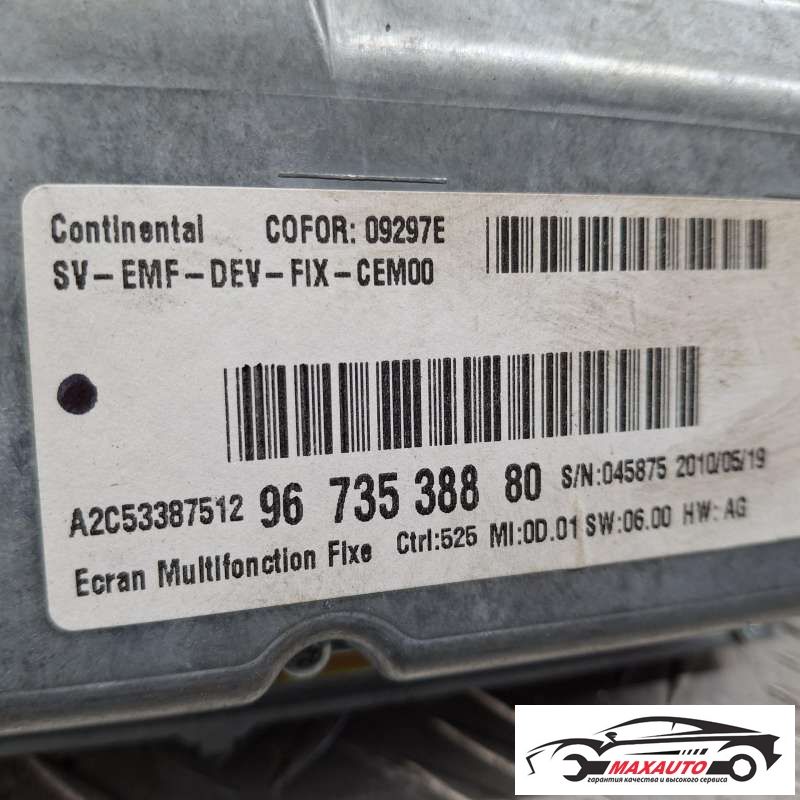 Continental COFOR: 09297E
SV-EMF-DEV-FIX-CEM00
A2C53387512 96 735 388 80 S/N:045875 2010/05/19
Ecran Multifonction Fixe Ctrl:525 MI:0D.01 SW:06.00 HW: AG
MAXAUTO
гарантия качества и высокого сервиса